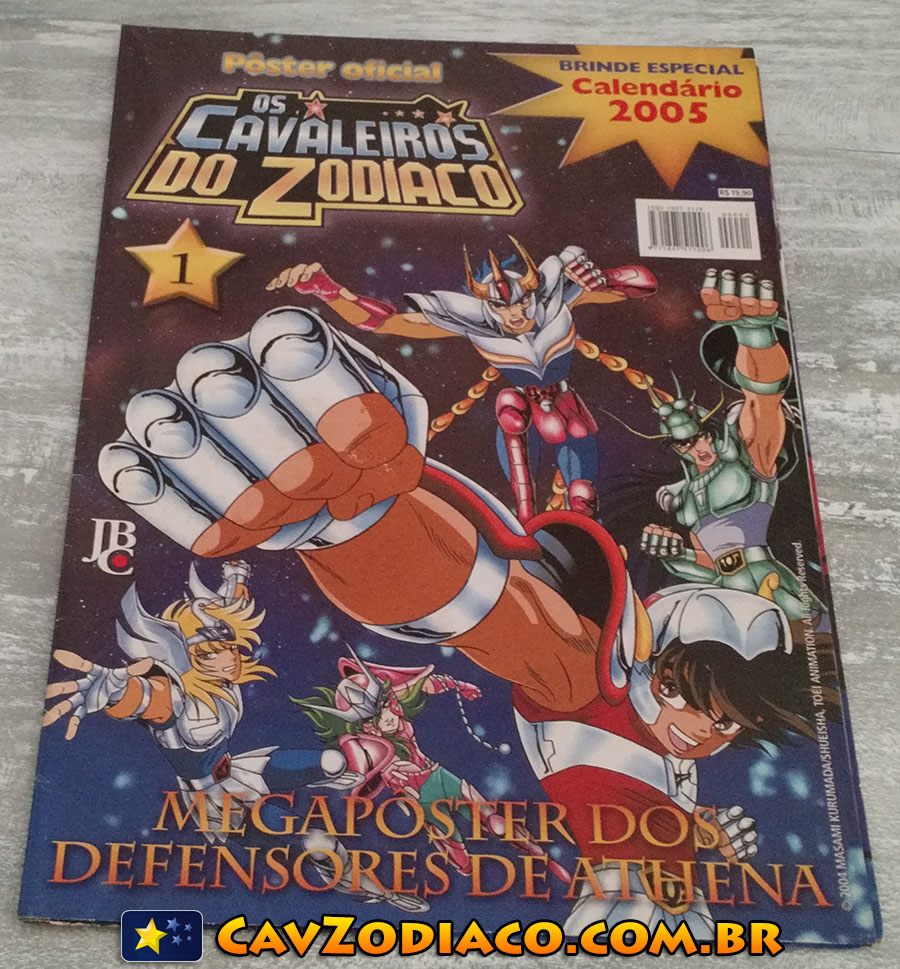 Pôster oficial
OS
CAVALEIROS
DO ZODÍACO
BRINDE ESPECIAL
Calendário
2005
R$ 19,90
1
JBC
MEGAPOSTER DOS
DEFENSORES DE ATHENA
© 2004 MASAMI KURUMADA/SHUEISHA, TOEI ANIMATION. All Rights Reserved.
CAVZODIACO.COM.BR